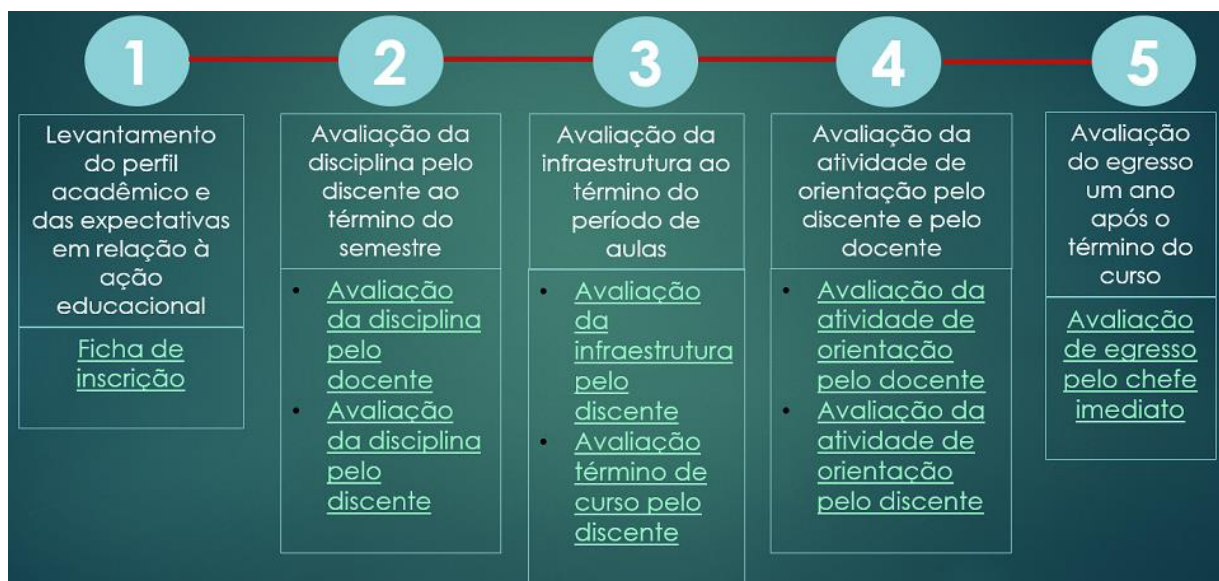 1
Levantamento
do perfil
acadêmico e
das expectativas
em relação à
ação
educacional
Ficha de
inscrição
2
Avaliação da
disciplina pelo
discente ao
término do
semestre
• Avaliação
da disciplina
pelo
docente
• Avaliação
da disciplina
pelo
discente
3
Avaliação da
infraestrutura ao
término do
período de
aulas
• Avaliação
da
infraestrutura
pelo
discente
• Avaliação
término de
curso pelo
discente
4
Avaliação da
atividade de
orientação pelo
discente e pelo
docente
• Avaliação da
atividade de
orientação
pelo docente
• Avaliação da
atividade de
orientação
pelo discente
5
Avaliação
do egresso
um ano
após o
término do
curso
Avaliação
de egresso
pelo chefe
imediato